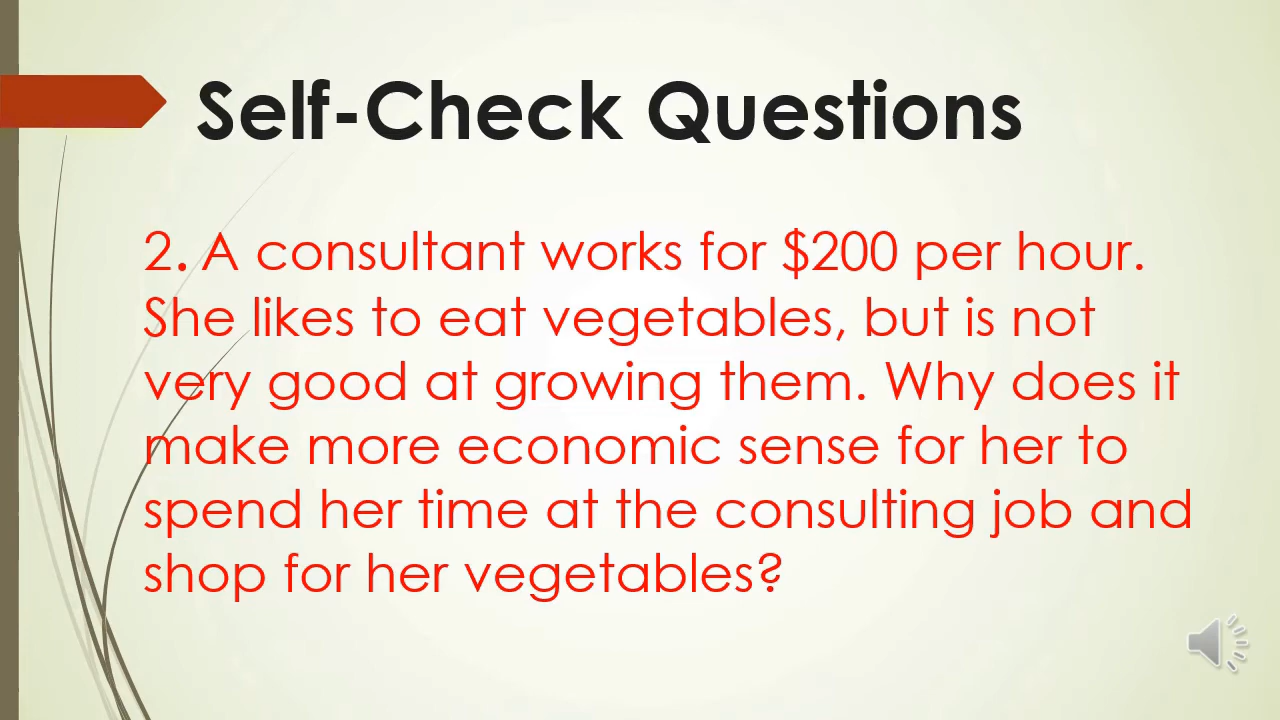 Self-Check Questions
2. A consultant works for $200 per hour.
She likes to eat vegetables, but is not
very good at growing them. Why does it
make more economic sense for her to
spend her time at the consulting job and
shop for her vegetables?